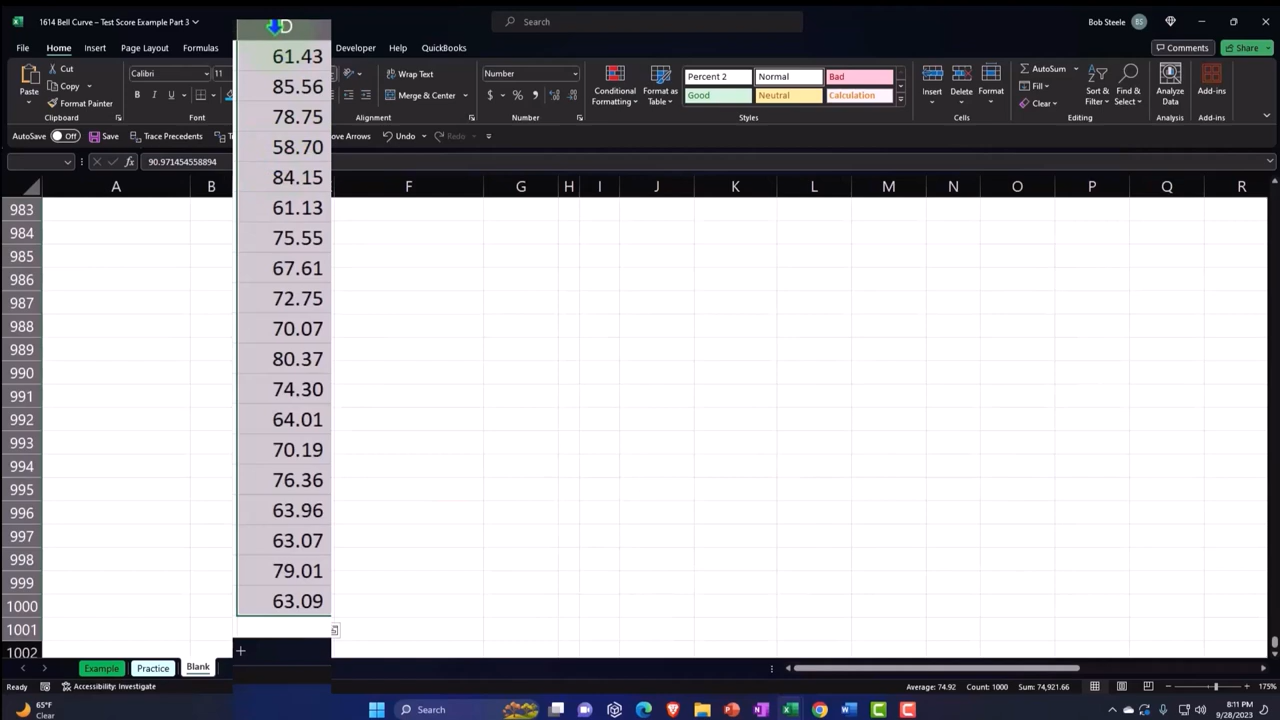 1614 Bell Curve - Test Score Example Part 3
Search
Bob Steele
BS
File Home Insert Page Layout Formulas Developer QuickBooks
Comments
Share
Paste
Cut
Copy
Format Painter
Calibri
11
B I U
Wrap Text
Merge & Center
Number
$ % 9
Conditional Formatting
Format as Table
Percent 2
Normal
Bad
Good
Neutral
Calculation
Insert
Delete
Format
AutoSum
Fill
Clear
Sort & Filter
Find & Select
Analyze Data
Add-ins
Clipboard
Font
Alignment
Number
Styles
Cells
Editing
Analysis
Add-ins
AutoSave Off Save Trace Precedents move Arrows Undo Redo
fx 90.971454558894
A B D F G H I J K L M N O P Q R
983 61.43
984 85.56
985 78.75
986 58.70
987 84.15
988 61.13
989 75.55
990 67.61
991 72.75
992 70.07
993 80.37
994 74.30
995 64.01
996 70.19
997 76.36
998 63.96
999 63.07
1000 79.01
1001 63.09
1002
Example Practice Blank
Ready Accessibility: Investigate Average: 74.92 Count: 1000 Sum: 74,921.66 175%
65°F
Clear
Search
8:11 PM
9/28/2023